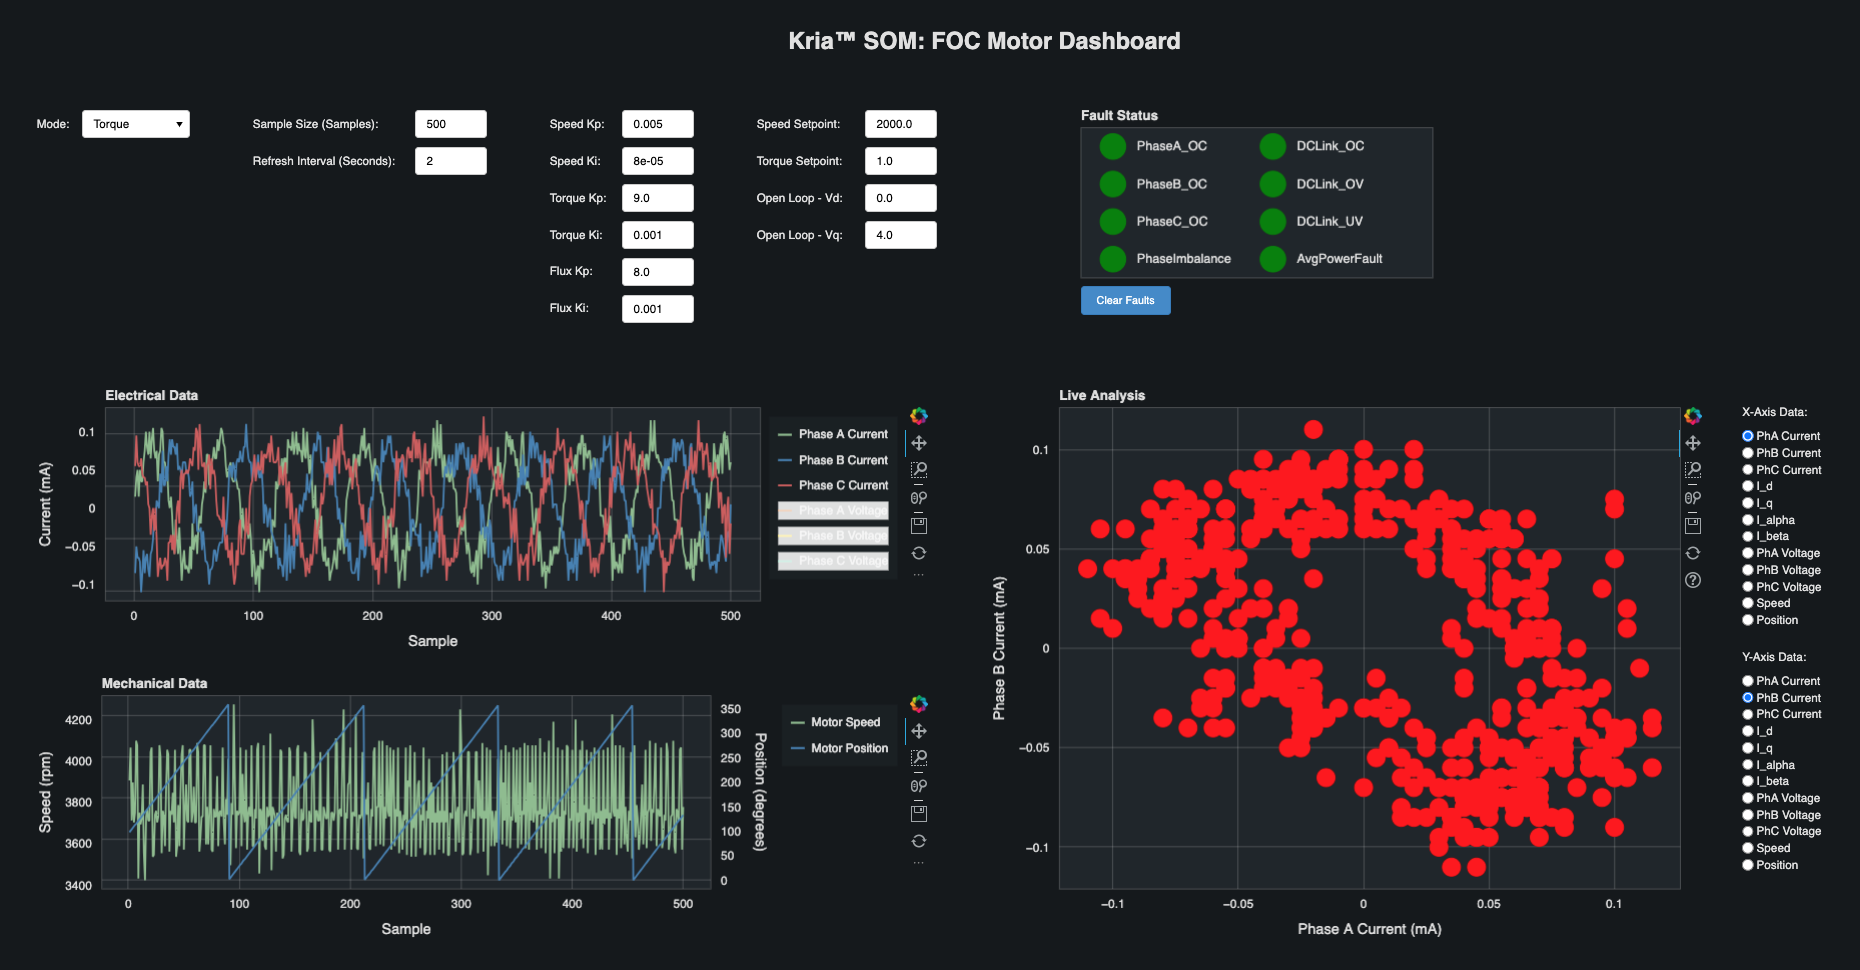 Kria™ SOM: FOC Motor Dashboard
Mode:
Torque
Sample Size (Samples):
500
Refresh Interval (Seconds):
2
Speed Kp:
0.005
Speed Ki:
8e-05
Torque Kp:
9.0
Torque Ki:
0.001
Flux Kp:
8.0
Flux Ki:
0.001
Speed Setpoint:
2000.0
Torque Setpoint:
1.0
Open Loop - Vd:
0.0
Open Loop - Vq:
4.0
Fault Status
PhaseA_OC
DCLink_OC
PhaseB_OC
DCLink_OV
PhaseC_OC
DCLink_UV
PhaseImbalance
AvgPowerFault
Clear Faults
Electrical Data
Current (mA)
0.1
0.05
0
−0.05
−0.1
0
100
200
300
400
500
Sample
Phase A Current
Phase B Current
Phase C Current
Phase A Voltage
Phase B Voltage
Phase C Voltage
Mechanical Data
Speed (rpm)
4200
4000
3800
3600
3400
350
300
250
200
150
100
50
0
Position (degrees)
0
100
200
300
400
500
Sample
Motor Speed
Motor Position
Live Analysis
Phase B Current (mA)
0.1
0.05
0
−0.05
−0.1
−0.1
−0.05
0
0.05
0.1
Phase A Current (mA)
X-Axis Data:
PhA Current
PhB Current
PhC Current
I_d
I_q
I_alpha
I_beta
PhA Voltage
PhB Voltage
PhC Voltage
Speed
Position
Y-Axis Data:
PhA Current
PhB Current
PhC Current
I_d
I_q
I_alpha
I_beta
PhA Voltage
PhB Voltage
PhC Voltage
Speed
Position